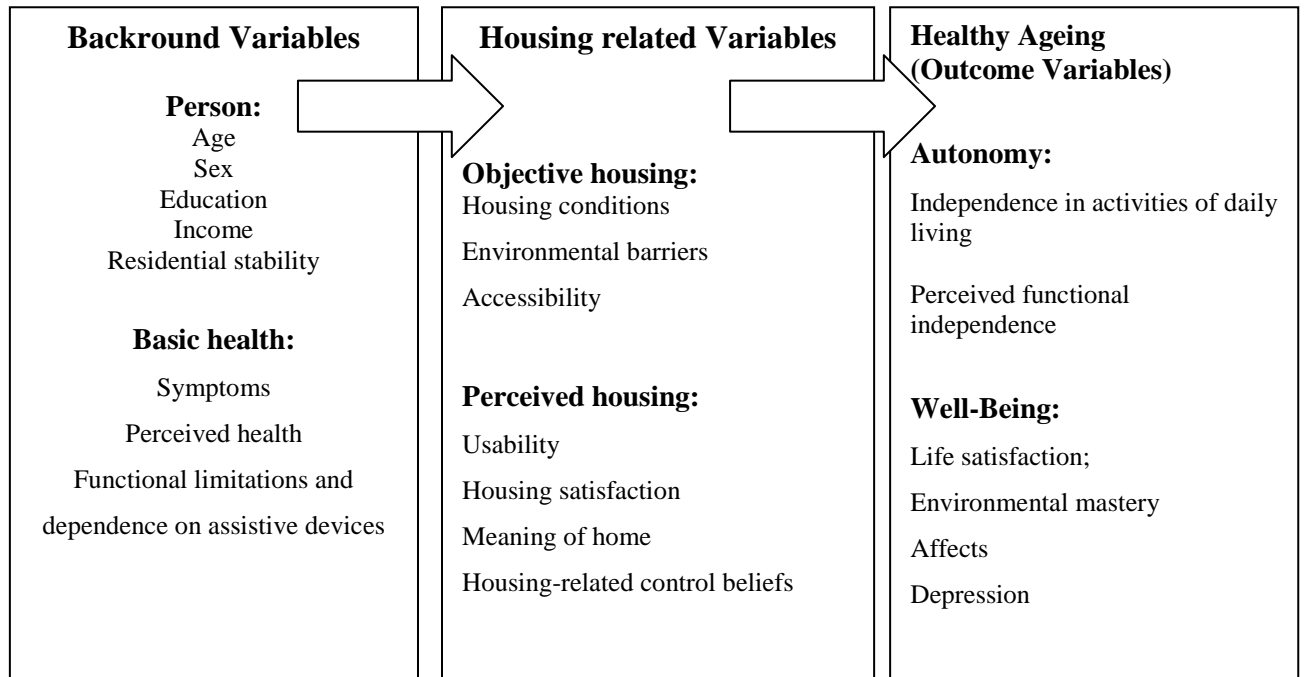 Backround Variables
Person:
Age
Sex
Education
Income
Residential stability
Basic health:
Symptoms
Perceived health
Functional limitations and
dependence on assistive devices
Housing related Variables
Objective housing:
Housing conditions
Environmental barriers
Accessibility
Perceived housing:
Usability
Housing satisfaction
Meaning of home
Housing-related control beliefs
Healthy Ageing
(Outcome Variables)
Autonomy:
Independence in activities of daily
living
Perceived functional
independence
Well-Being:
Life satisfaction;
Environmental mastery
Affects
Depression